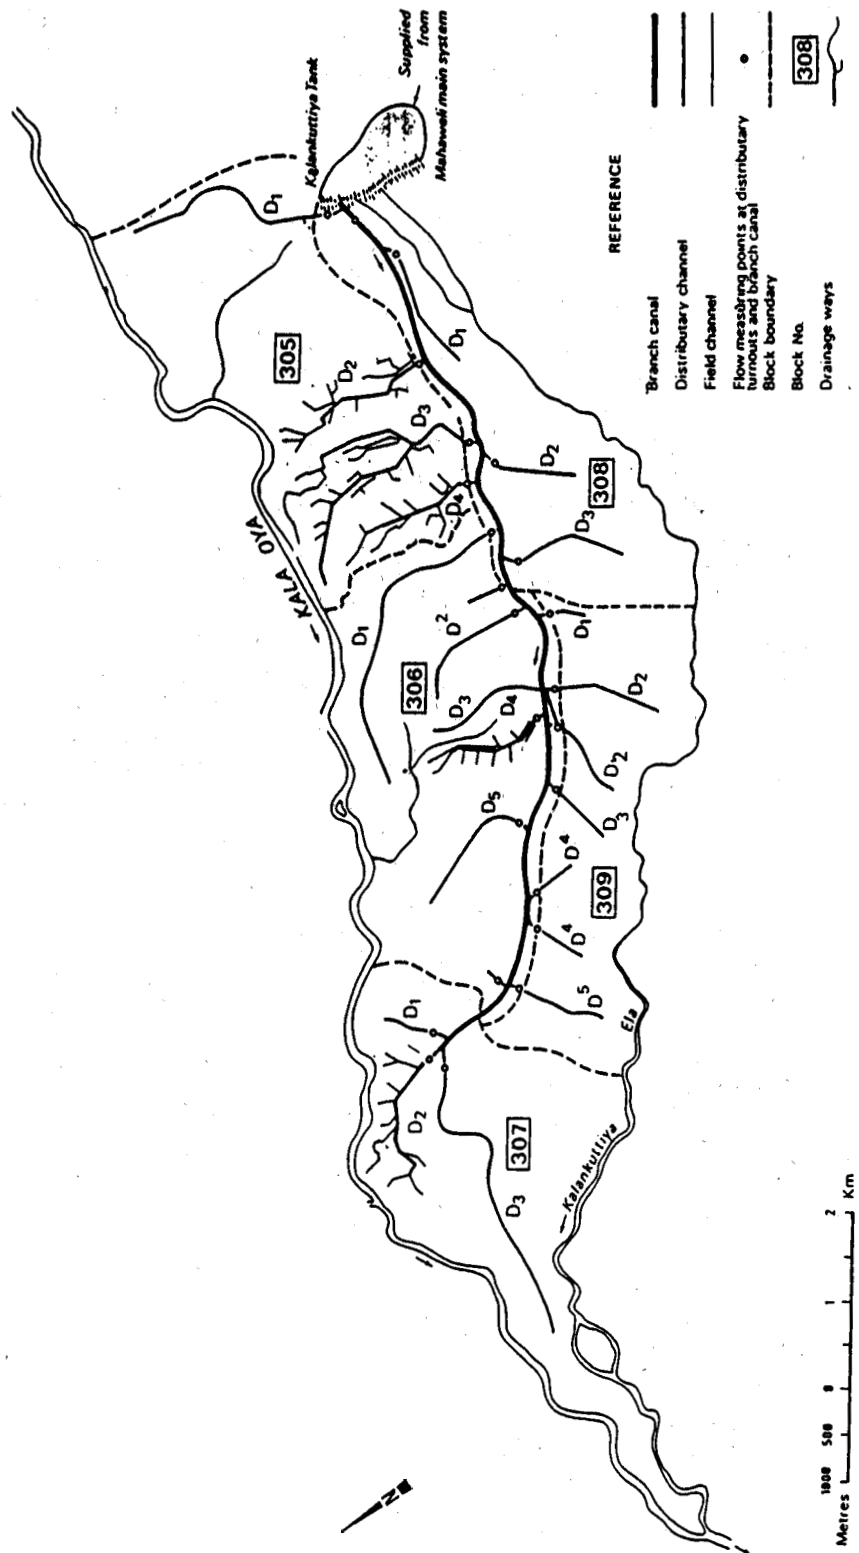 Supplied
from
Mahaweli main system
Kalankuttiya Tank
D1
305
D2
D3
D4
KALA OYA
D1
D2
308
D3
D1
D2
306
D1
D3
D4
D2
D2
D5
D3
D4
309
D4
D5
D1
Ela
D2
307
D3
Kalankuttiya
N
REFERENCE
Branch canal
Distributary channel
Field channel
Flow measuring points at distributary
turnouts and branch canal
Block boundary
Block No.
308
Drainage ways
1000 500 0 1 2
Metres Km